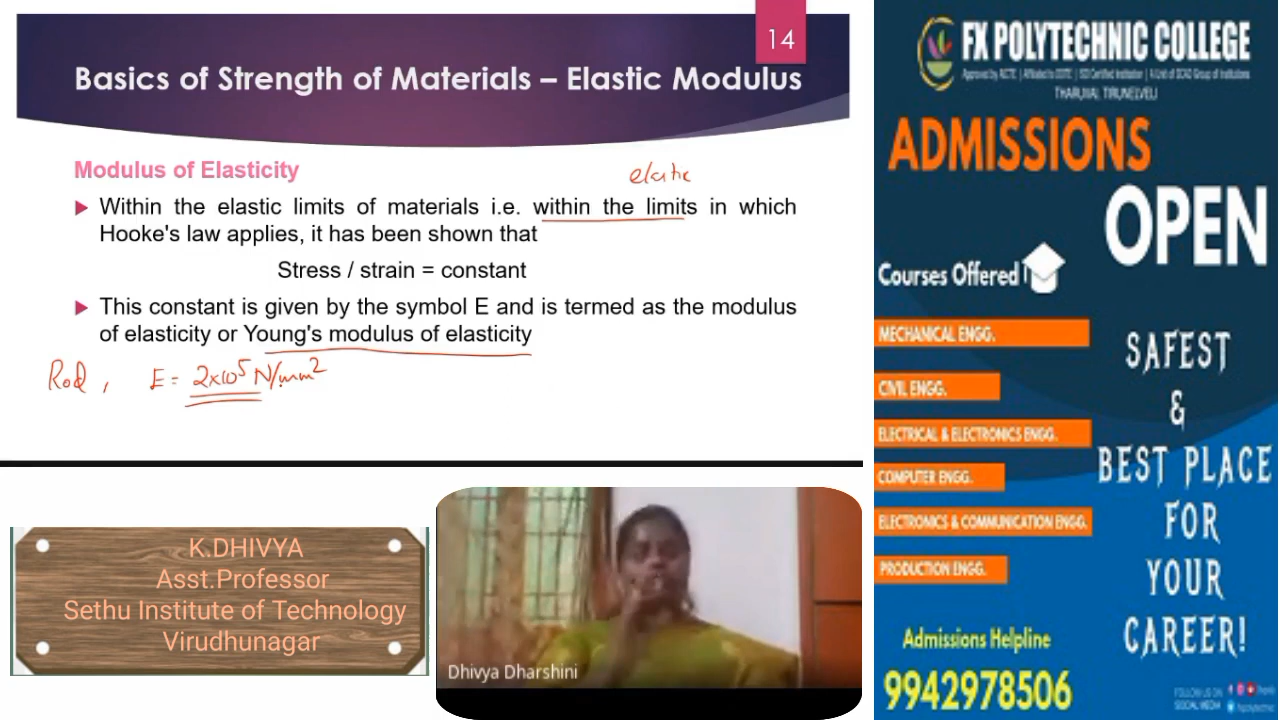 14
Basics of Strength of Materials – Elastic Modulus
Modulus of Elasticity
Within the elastic limits of materials i.e. within the limits in which
Hooke's law applies, it has been shown that
Stress / strain = constant
This constant is given by the symbol E and is termed as the modulus
of elasticity or Young's modulus of elasticity
Rod, E = 2x10⁵ N/mm²
K.DHIVYA
Asst.Professor
Sethu Institute of Technology
Virudhunagar
Dhivya Dharshini
FX POLYTECHNIC COLLEGE
THARUVAI, TIRUNELVELI
ADMISSIONS
OPEN
Courses Offered
MECHANICAL ENGG.
CIVIL ENGG.
ELECTRICAL & ELECTRONICS ENGG.
COMPUTER ENGG.
ELECTRONICS & COMMUNICATION ENGG.
PRODUCTION ENGG.
SAFEST
&
BEST PLACE
FOR
YOUR
CAREER!
Admissions Helpline
9942978506
FOLLOW US ON
SOCIAL MEDIA